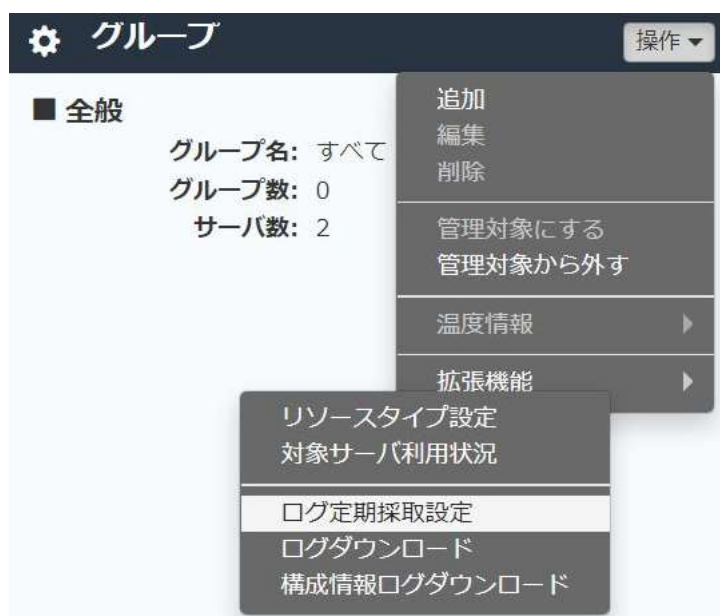 グループ
操作
■ 全般
グループ名: すべて
グループ数: 0
サーバ数: 2
追加
編集
削除
管理対象にする
管理対象から外す
温度情報
拡張機能
リソースタイプ設定
対象サーバ利用状況
ログ定期採取設定
ログダウンロード
構成情報ログダウンロード